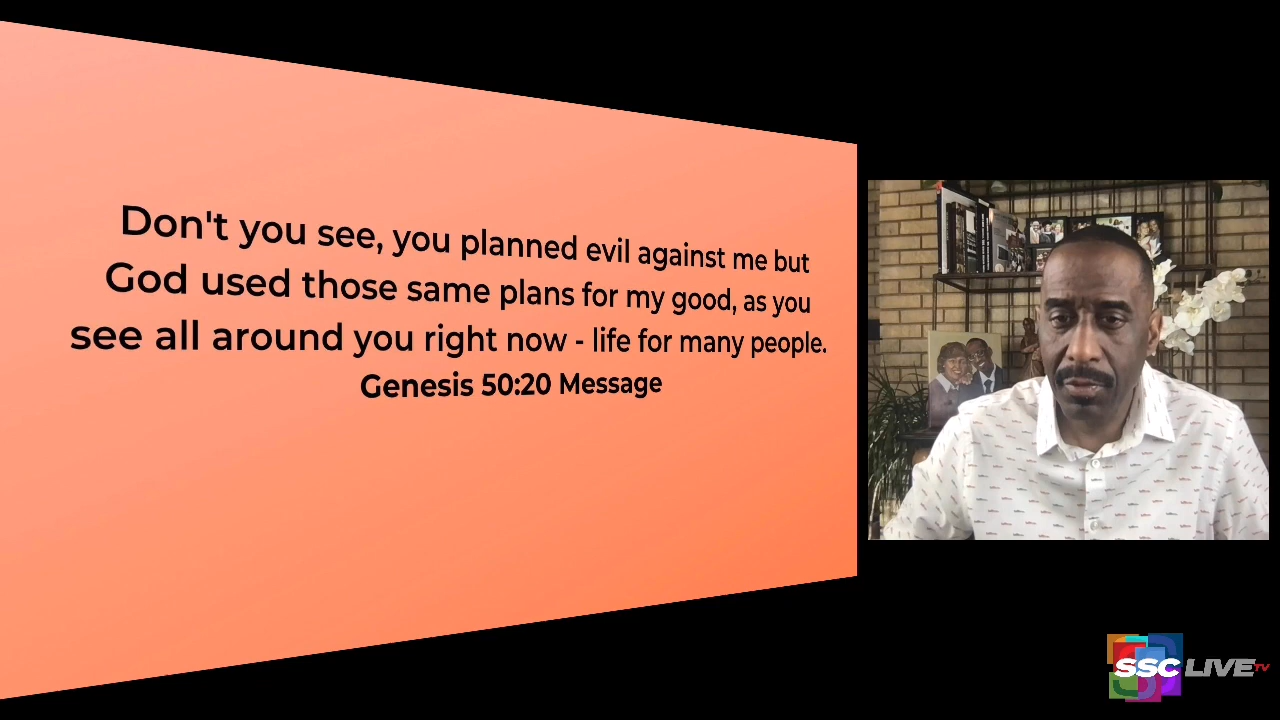 Don't you see, you planned evil against me but
God used those same plans for my good, as you
see all around you right now - life for many people.
Genesis 50:20 Message
SSC LIVE TV